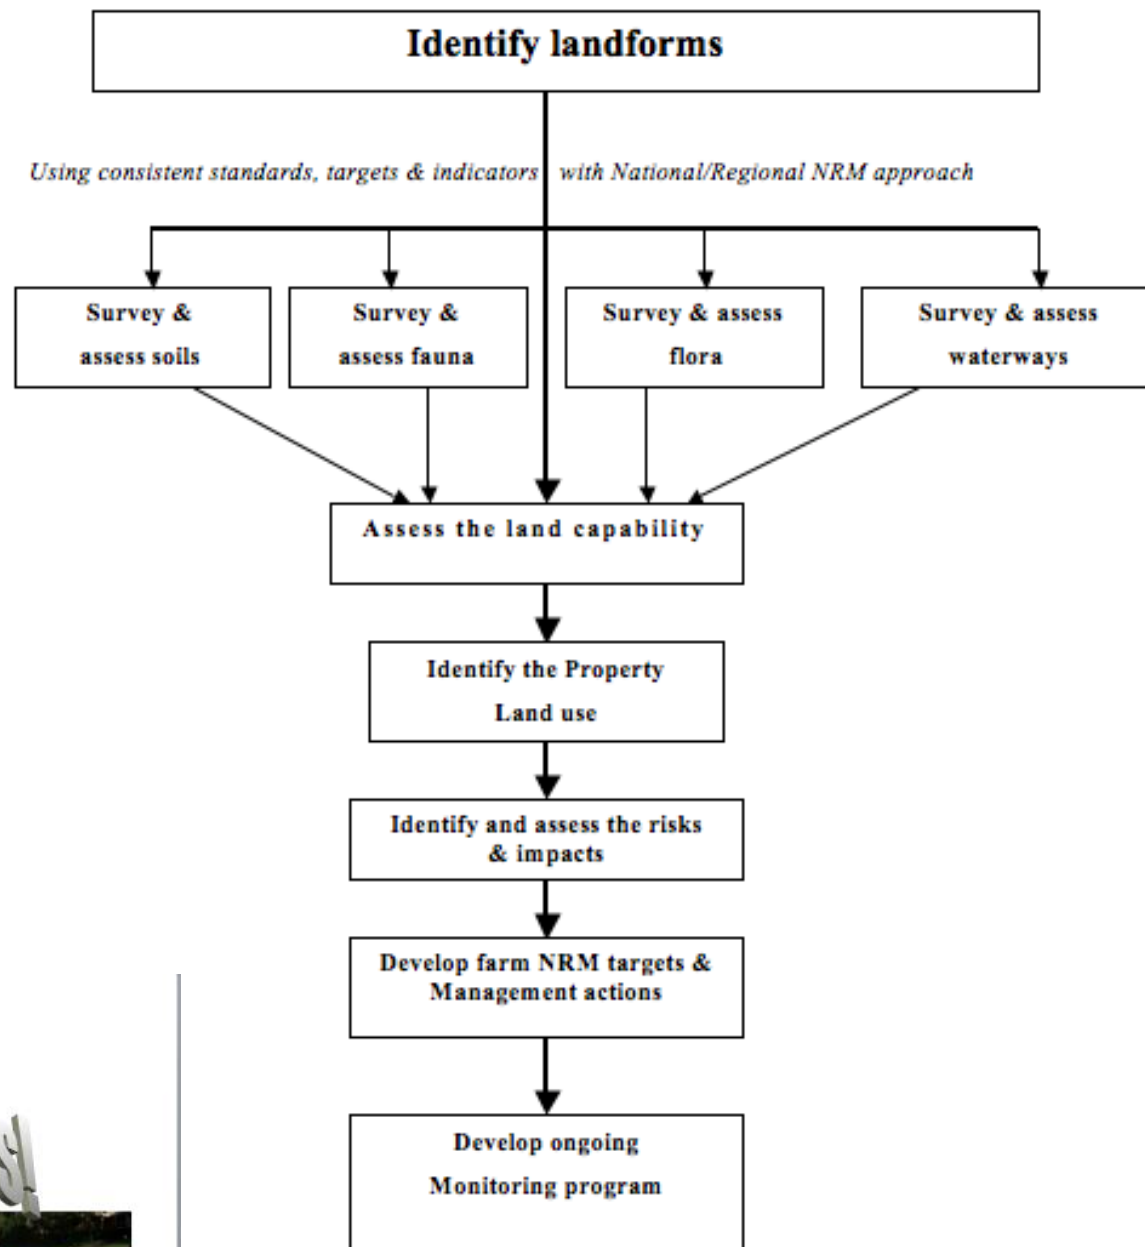 Identify landforms
Using consistent standards, targets & indicators with National/Regional NRM approach
Survey &
assess soils
Survey &
assess fauna
Survey & assess
flora
Survey & assess
waterways
Assess the land capability
Identify the Property
Land use
Identify and assess the risks
& impacts
Develop farm NRM targets &
Management actions
Develop ongoing
Monitoring program